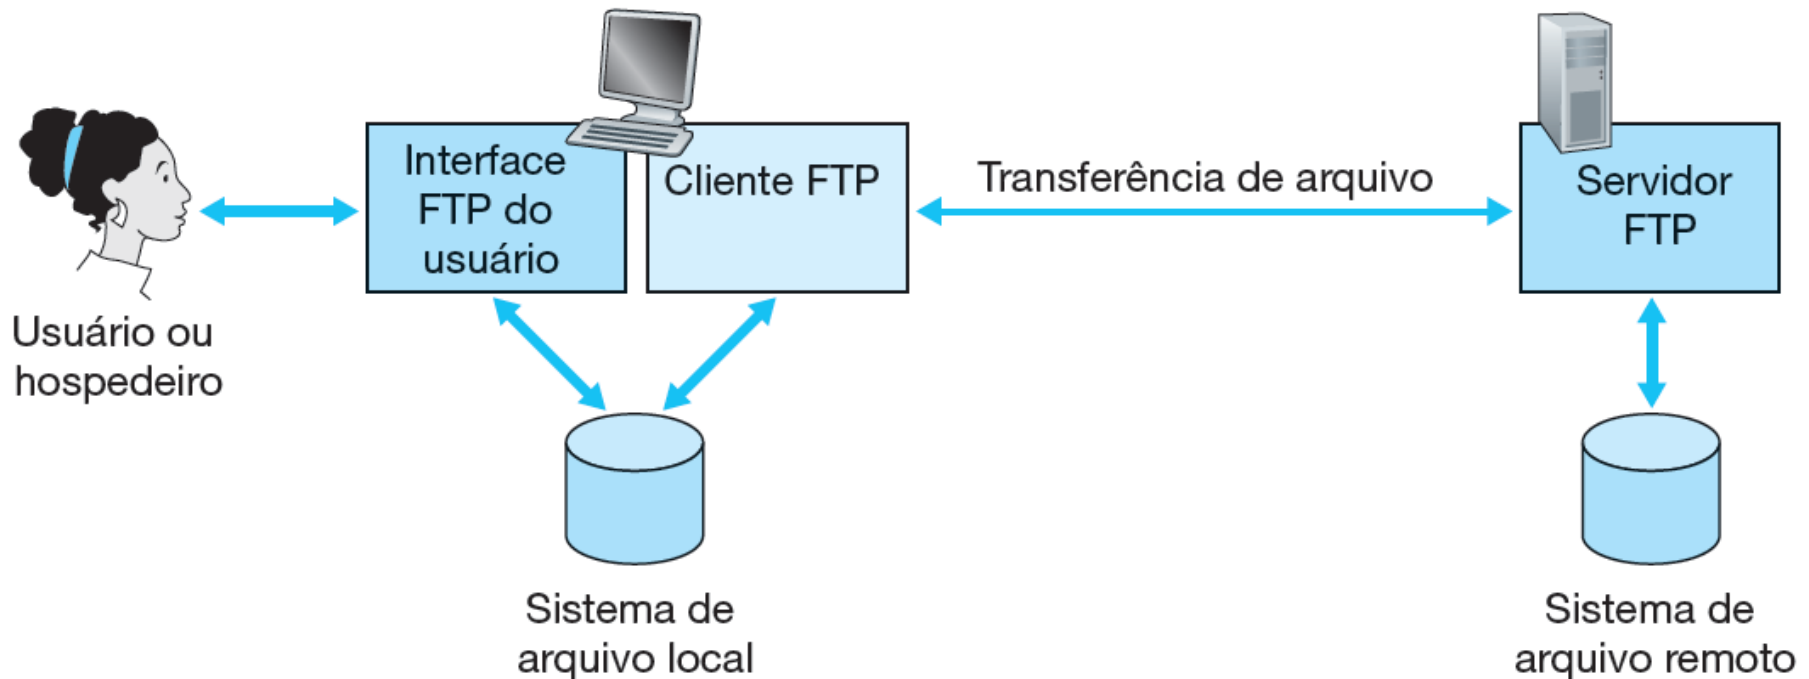 Interface
FTP do
usuário
Cliente FTP
Transferência de arquivo
Servidor
FTP
Usuário ou
hospedeiro
Sistema de
arquivo local
Sistema de
arquivo remoto